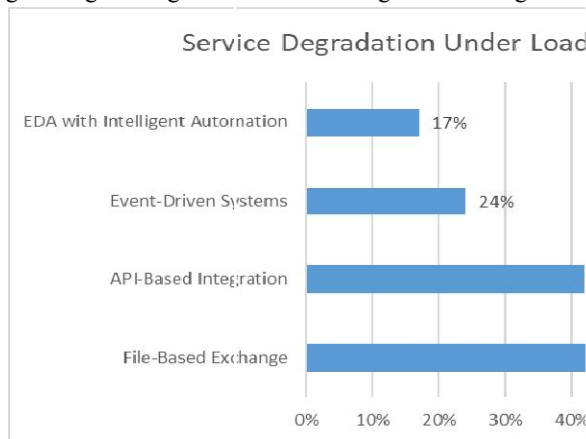 Service Degradation Under Load
EDA with Intelligent Automation
17%
Event-Driven Systems
24%
API-Based Integration
File-Based Exchange
0% 10% 20% 30% 40%